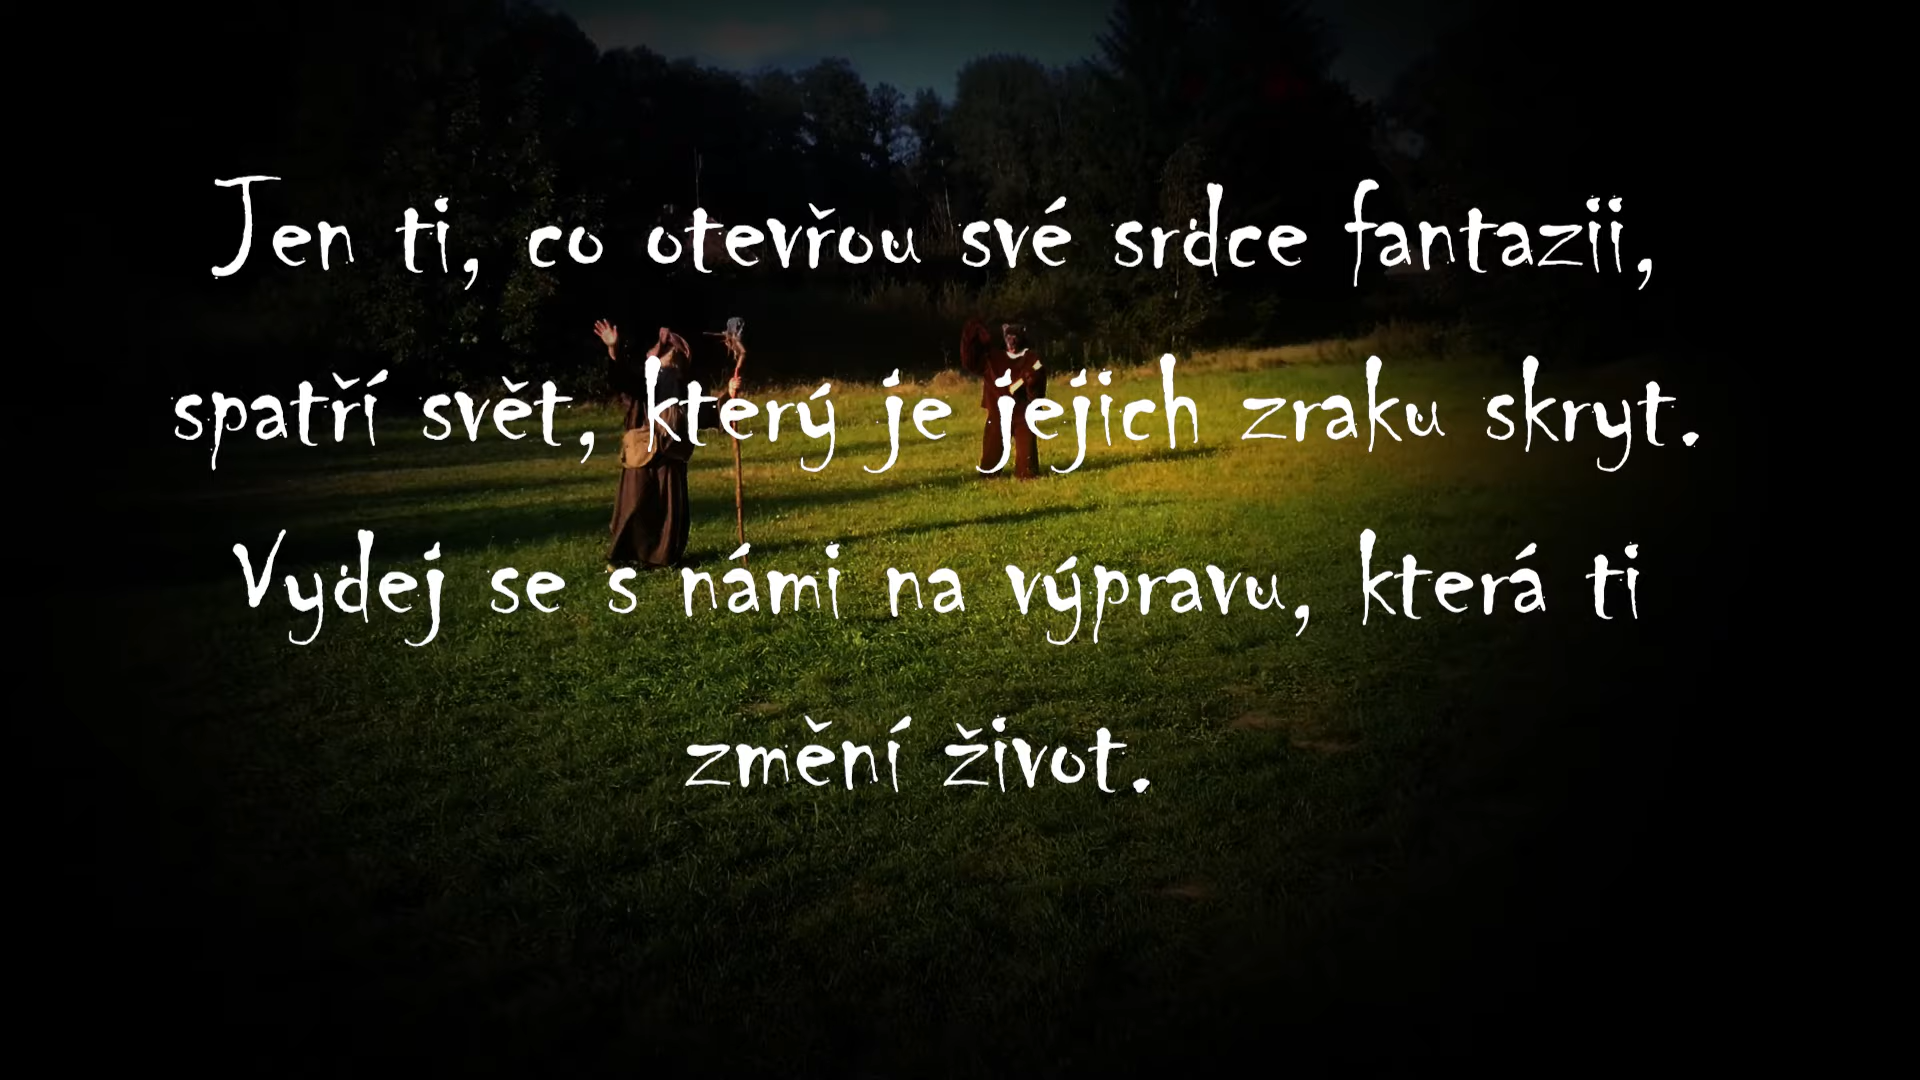 Jen ti, co otevřou své srdce fantazii,
spatří svět, který je jejich zraku skryt.
Vydej se s námi na výpravu, která ti
změní život.